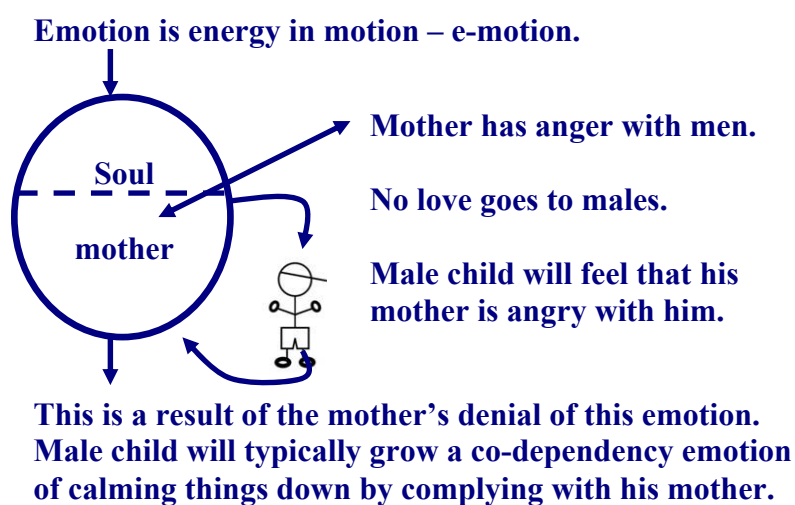 Emotion is energy in motion – e-motion.
Soul
mother
Mother has anger with men.
No love goes to males.
Male child will feel that his
mother is angry with him.
This is a result of the mother’s denial of this emotion.
Male child will typically grow a co-dependency emotion
of calming things down by complying with his mother.